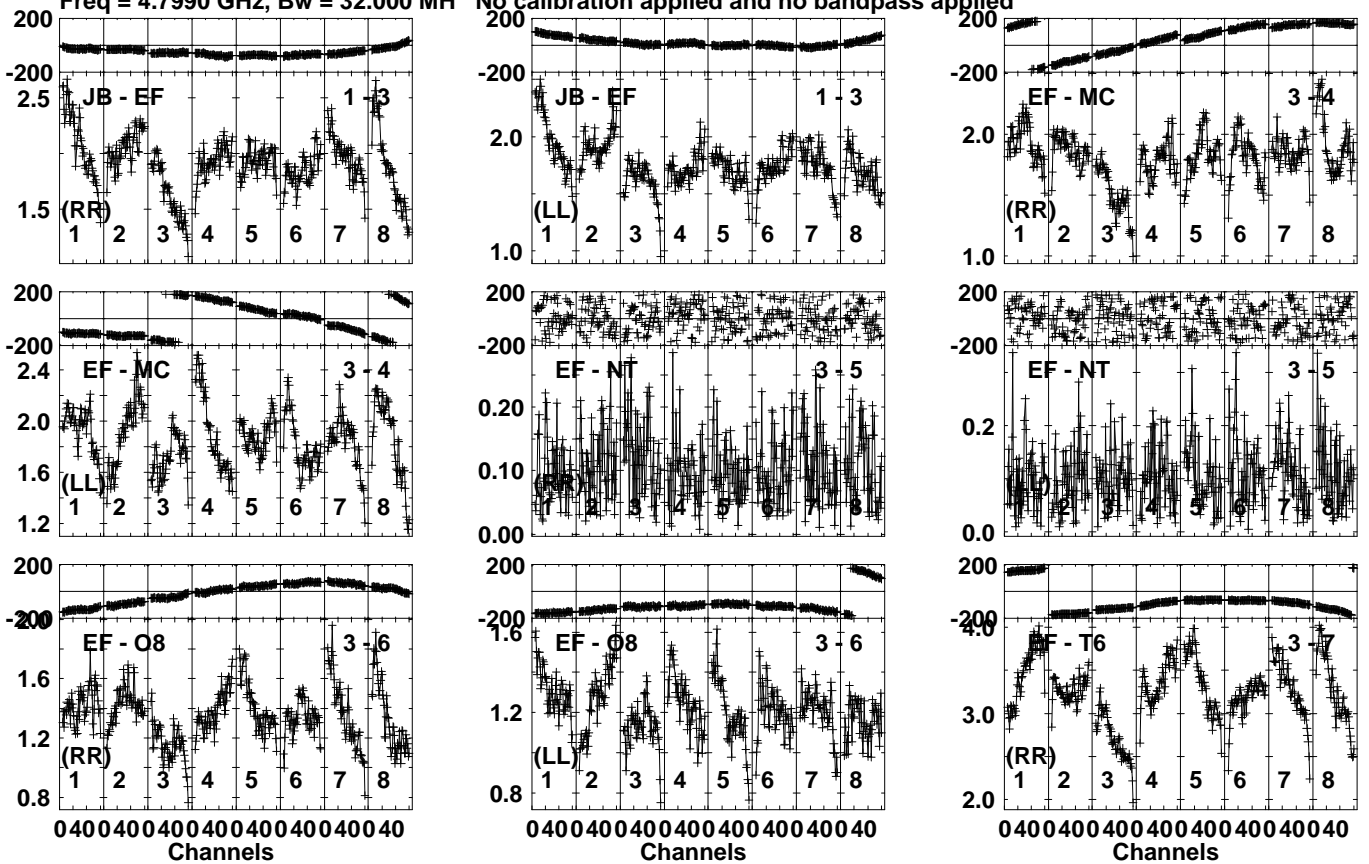 Freq = 4.7990 GHz, Bw = 32.000 MH No calibration applied and no bandpass applied
200
-200
2.5
1.5
JB - EF 1 - 3
(RR)
1 2 3 4 5 6 7 8
200
-200
2.0
1.0
JB - EF 1 - 3
(LL)
1 2 3 4 5 6 7 8
200
-200
2.0
1.0
EF - MC 3 - 4
(RR)
1 2 3 4 5 6 7 8
200
-200
2.4
2.0
1.6
1.2
EF - MC 3 - 4
(LL)
1 2 3 4 5 6 7 8
200
-200
0.20
0.10
0.00
EF - NT 3 - 5
(RR)
1 2 3 4 5 6 7 8
200
-200
0.2
0.0
EF - NT 3 - 5
(LL)
1 2 3 4 5 6 7 8
200
-200
2.0
1.6
1.2
0.8
EF - O8 3 - 6
(RR)
1 2 3 4 5 6 7 8
0 40 0 40 0 40 0 40 0 40 0 40 0 40 0 40
Channels
200
-200
1.6
1.2
0.8
EF - O8 3 - 6
(LL)
1 2 3 4 5 6 7 8
0 40 0 40 0 40 0 40 0 40 0 40 0 40 0 40
Channels
200
-200
4.0
3.0
2.0
EF - T6 3 - 7
(RR)
1 2 3 4 5 6 7 8
0 40 0 40 0 40 0 40 0 40 0 40 0 40 0 40
Channels